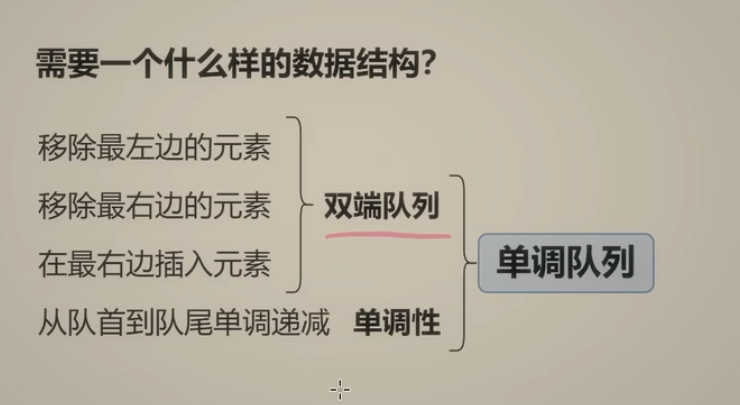 需要一个什么样的数据结构？
移除最左边的元素
移除最右边的元素
双端队列
在最右边插入元素
单调队列
从队首到队尾单调递减 单调性